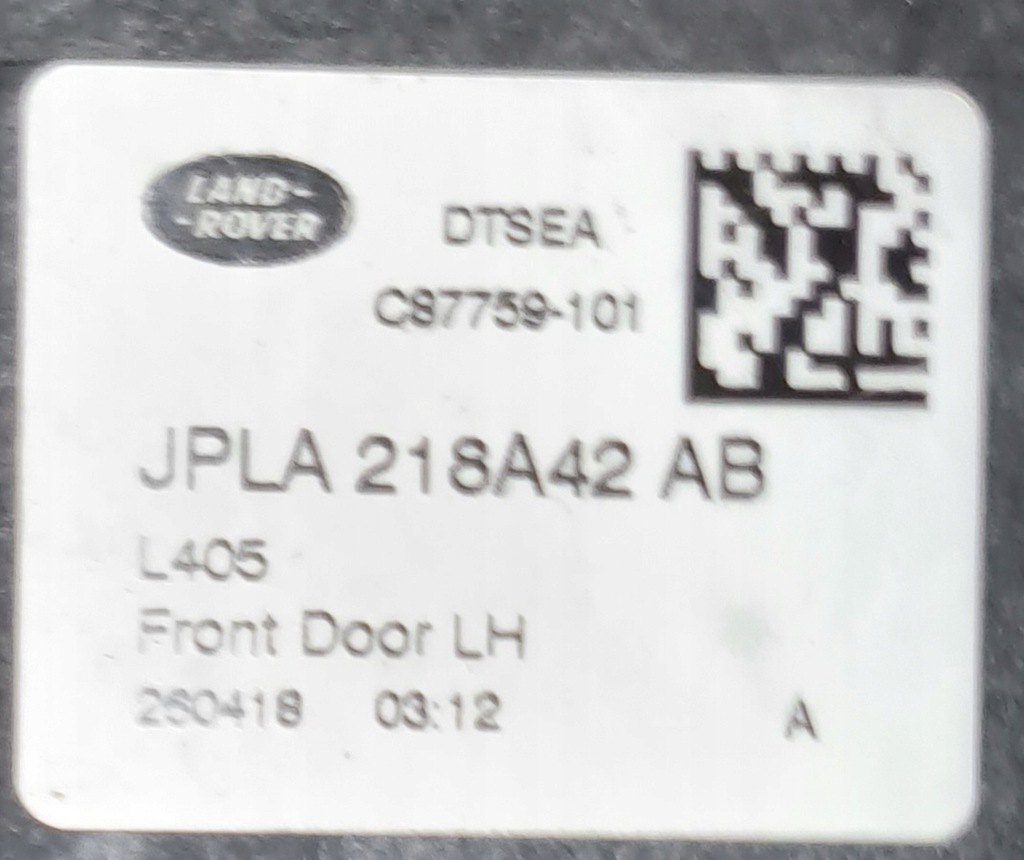 LAND-
-ROVER
DTSEA
C87759-101
JPLA 218A42 AB
L405
Front Door LH
260418 03:12 A